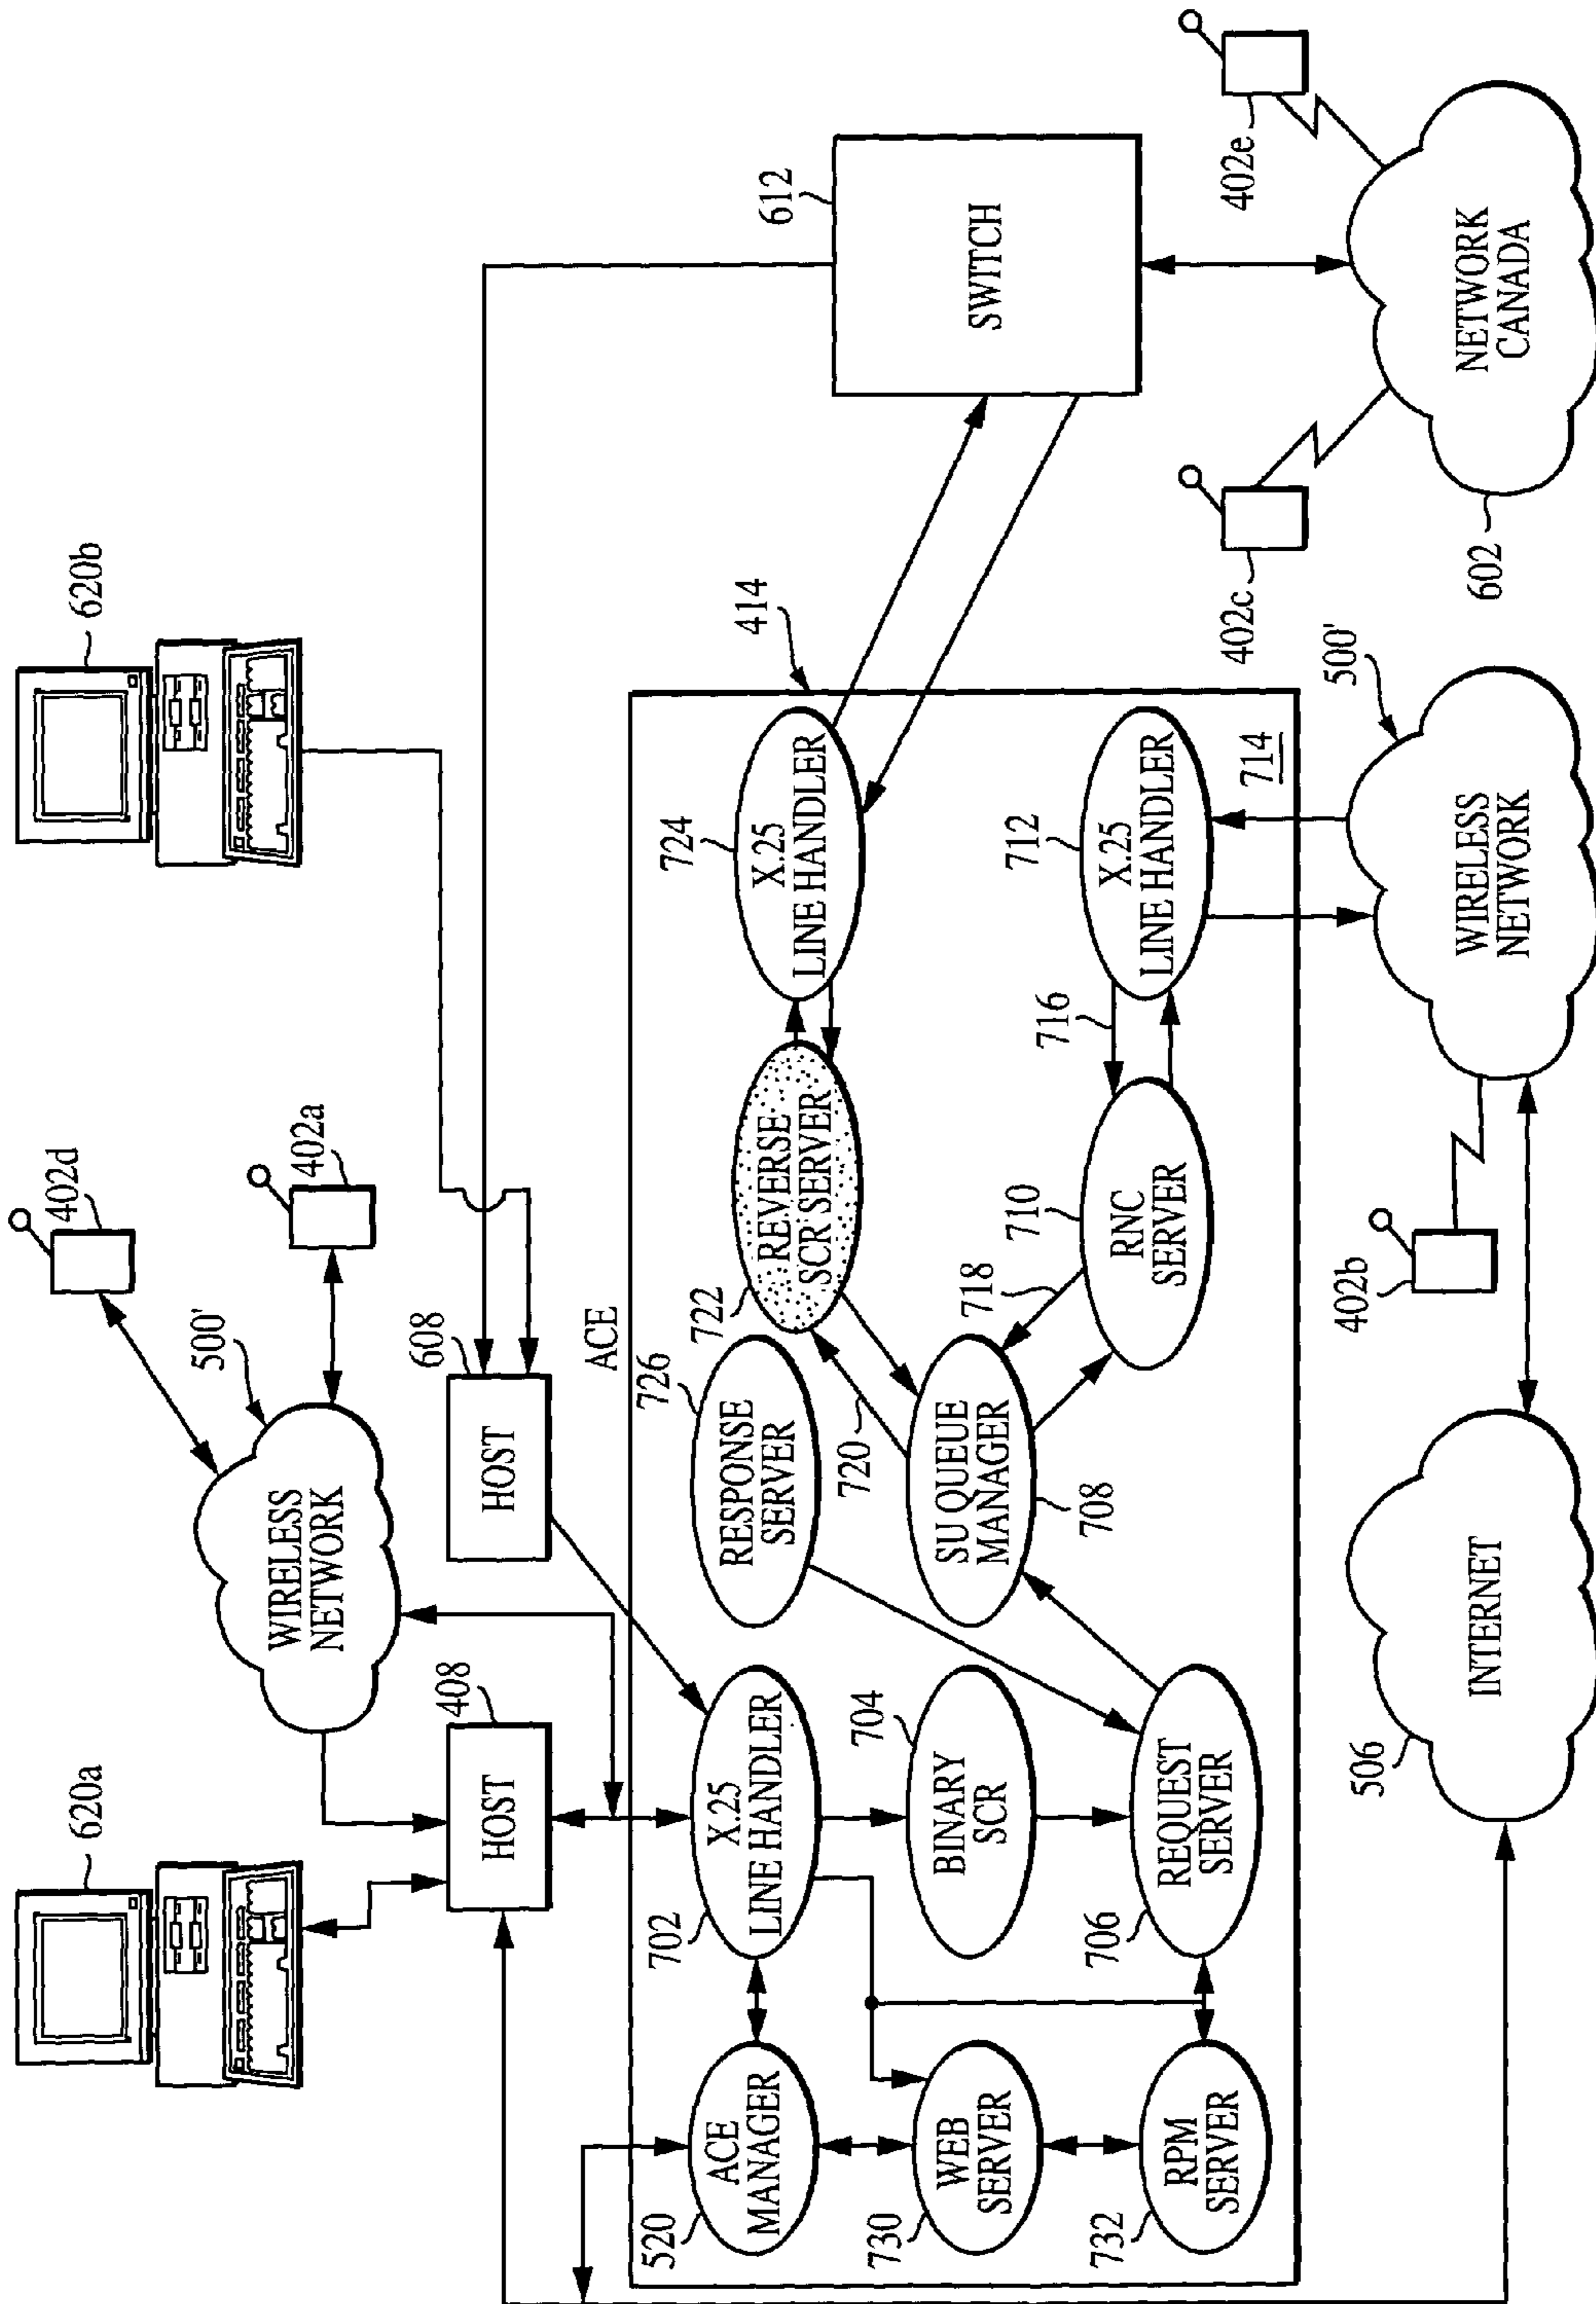 620a
620b
402d
402a
500'
WIRELESS
NETWORK
408
HOST
608
HOST
612
SWITCH
ACE
414
520
ACE
MANAGER
702
X.25
LINE HANDLER
726
RESPONSE
SERVER
722
REVERSE
SCR SERVER
724
X.25
LINE HANDLER
730
WEB
SERVER
704
BINARY
SCR
720
SU QUEUE
MANAGER
708
718
716
732
RPM
SERVER
706
REQUEST
SERVER
710
RNC
SERVER
712
X.25
LINE HANDLER
714
506
INTERNET
402b
500'
WIRELESS
NETWORK
402c
402e
602
NETWORK
CANADA